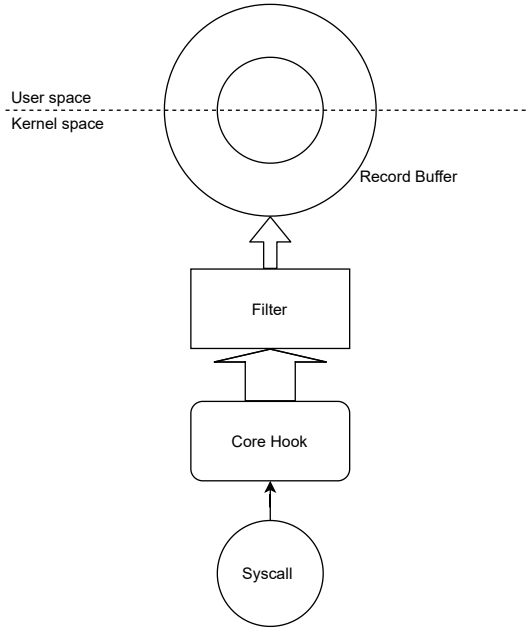 User space
Kernel space
Record Buffer
Filter
Core Hook
Syscall